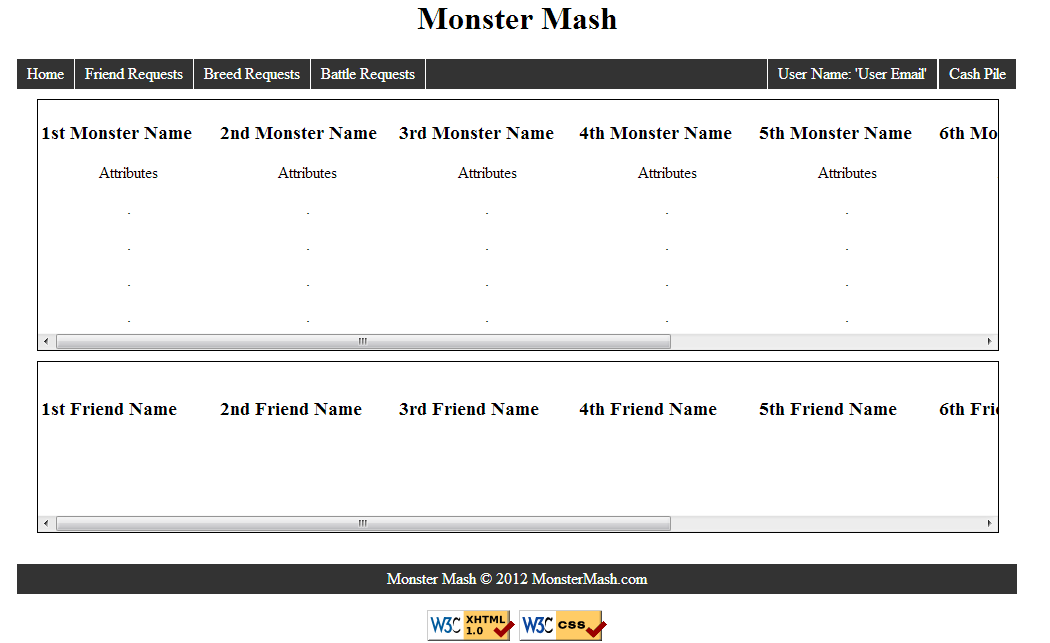 Monster Mash
Home Friend Requests Breed Requests Battle Requests User Name: 'User Email' Cash Pile
1st Monster Name 2nd Monster Name 3rd Monster Name 4th Monster Name 5th Monster Name 6th Mo
Attributes Attributes Attributes Attributes Attributes
. . . . .
. . . . .
. . . . .
. . . . .
1st Friend Name 2nd Friend Name 3rd Friend Name 4th Friend Name 5th Friend Name 6th Frie
Monster Mash © 2012 MonsterMash.com
W3C XHTML 1.0 W3C css